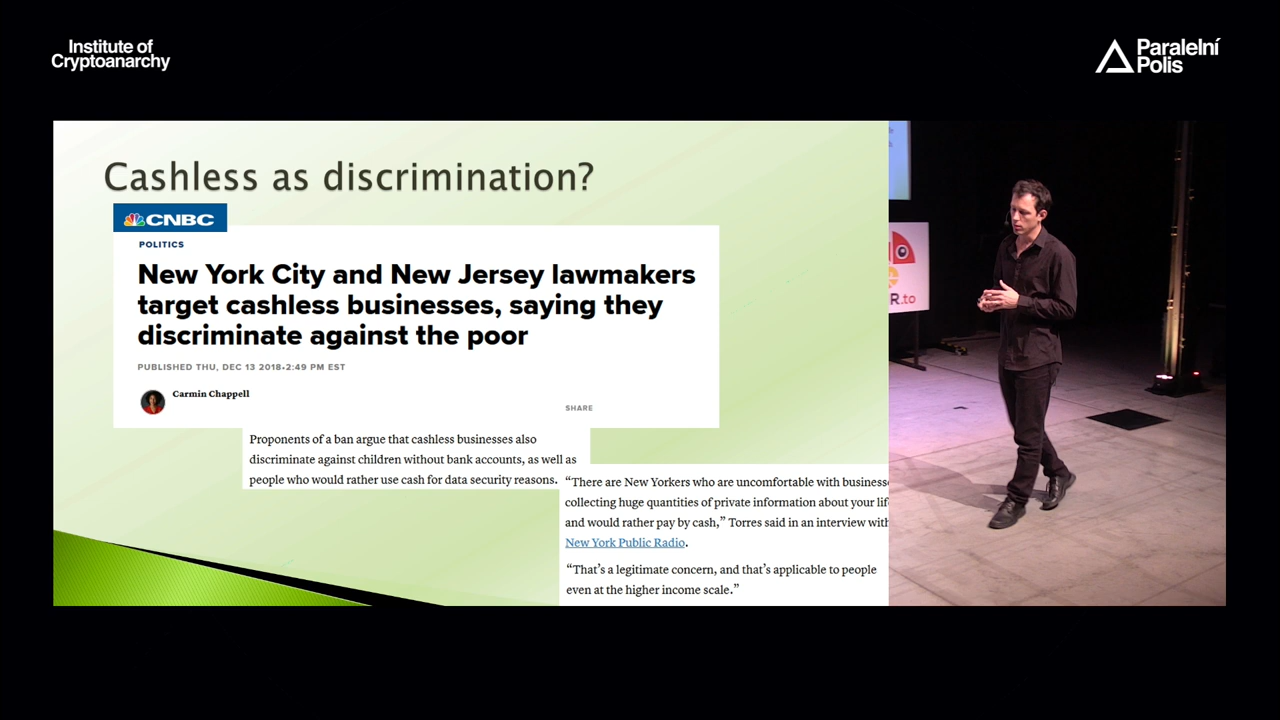 Institute of
Cryptoanarchy
Paralelní
Polis
Cashless as discrimination?
CNBC
POLITICS
New York City and New Jersey lawmakers
target cashless businesses, saying they
discriminate against the poor
PUBLISHED THU, DEC 13 2018•2:49 PM EST
Carmin Chappell
SHARE
Proponents of a ban argue that cashless businesses also
discriminate against children without bank accounts, as well as
people who would rather use cash for data security reasons.
“There are New Yorkers who are uncomfortable with business
collecting huge quantities of private information about your lif
and would rather pay by cash,” Torres said in an interview with
New York Public Radio.
“That’s a legitimate concern, and that’s applicable to people
even at the higher income scale.”
R.to